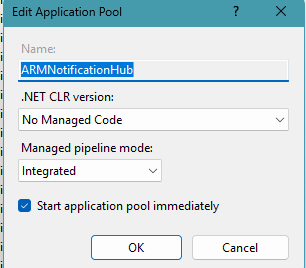 Edit Application Pool ? ×
Name:
ARMNotificationHub
.NET CLR version:
No Managed Code
Managed pipeline mode:
Integrated
Start application pool immediately
OK Cancel